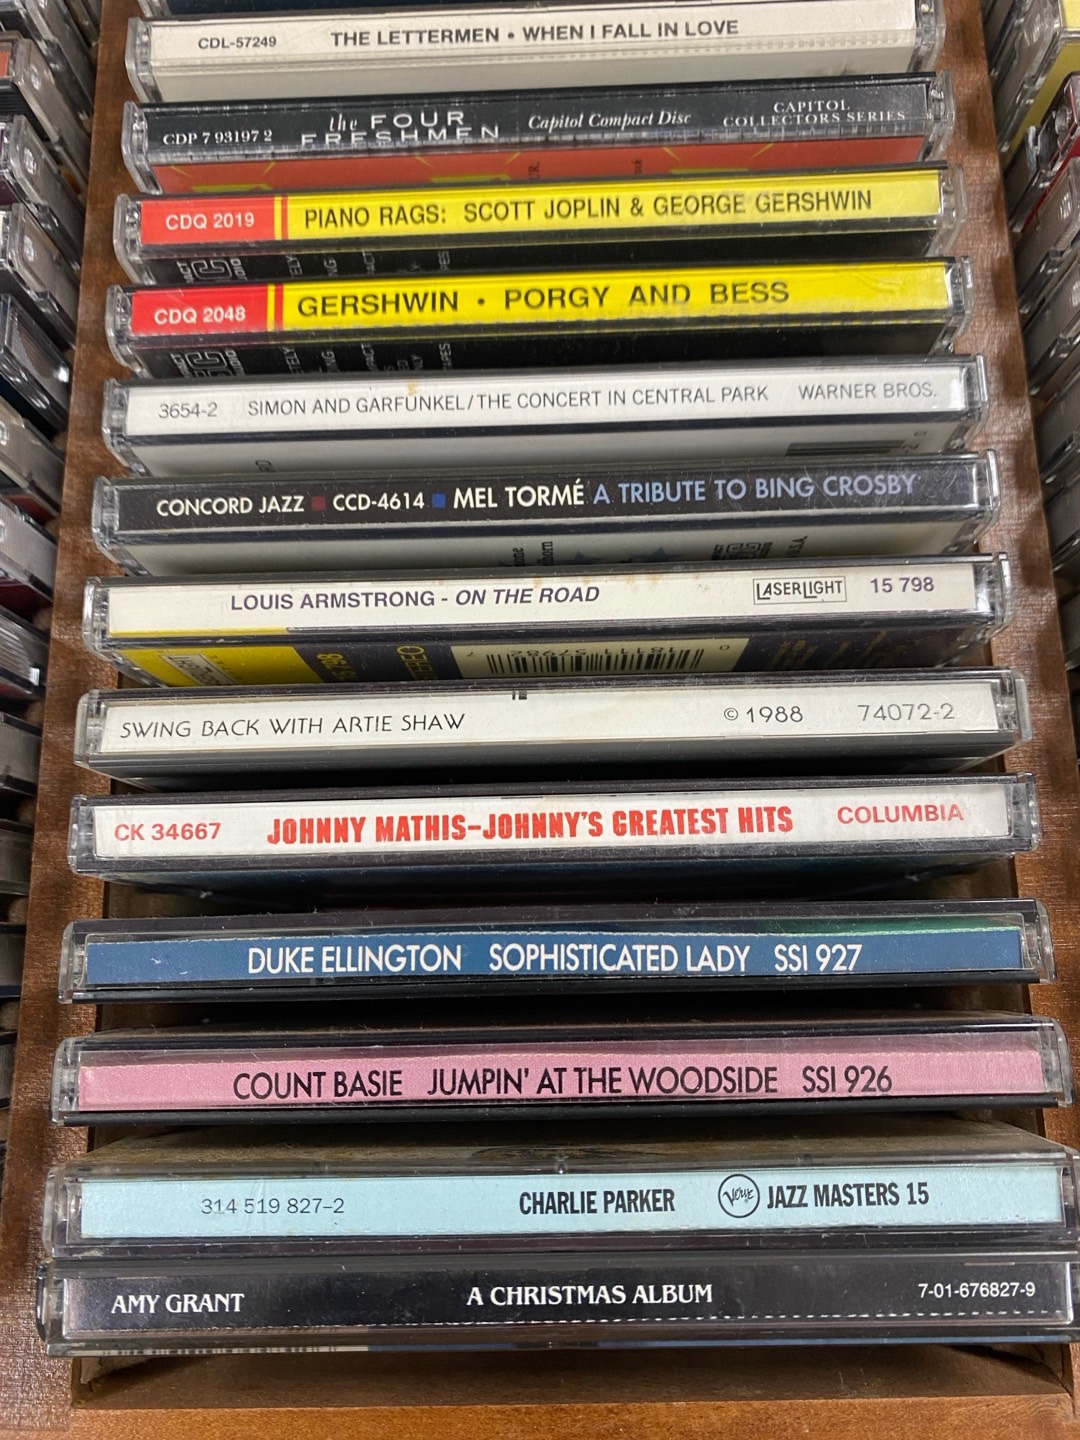 CDL-57249 THE LETTERMEN • WHEN I FALL IN LOVE
CDP 7 93197 2 the FOUR FRESHMEN Capitol Compact Disc CAPITOL COLLECTORS SERIES
CDQ 2019 PIANO RAGS: SCOTT JOPLIN & GEORGE GERSHWIN
CDQ 2048 GERSHWIN • PORGY AND BESS
3654-2 SIMON AND GARFUNKEL/THE CONCERT IN CENTRAL PARK WARNER BROS.
CONCORD JAZZ ■ CCD-4614 ■ MEL TORMÉ A TRIBUTE TO BING CROSBY
LOUIS ARMSTRONG - ON THE ROAD LASERLIGHT 15 798
SWING BACK WITH ARTIE SHAW © 1988 74072-2
CK 34667 JOHNNY MATHIS-JOHNNY'S GREATEST HITS COLUMBIA
DUKE ELLINGTON SOPHISTICATED LADY SSI 927
COUNT BASIE JUMPIN' AT THE WOODSIDE SSI 926
314 519 827-2 CHARLIE PARKER Verve JAZZ MASTERS 15
AMY GRANT A CHRISTMAS ALBUM 7-01-676827-9